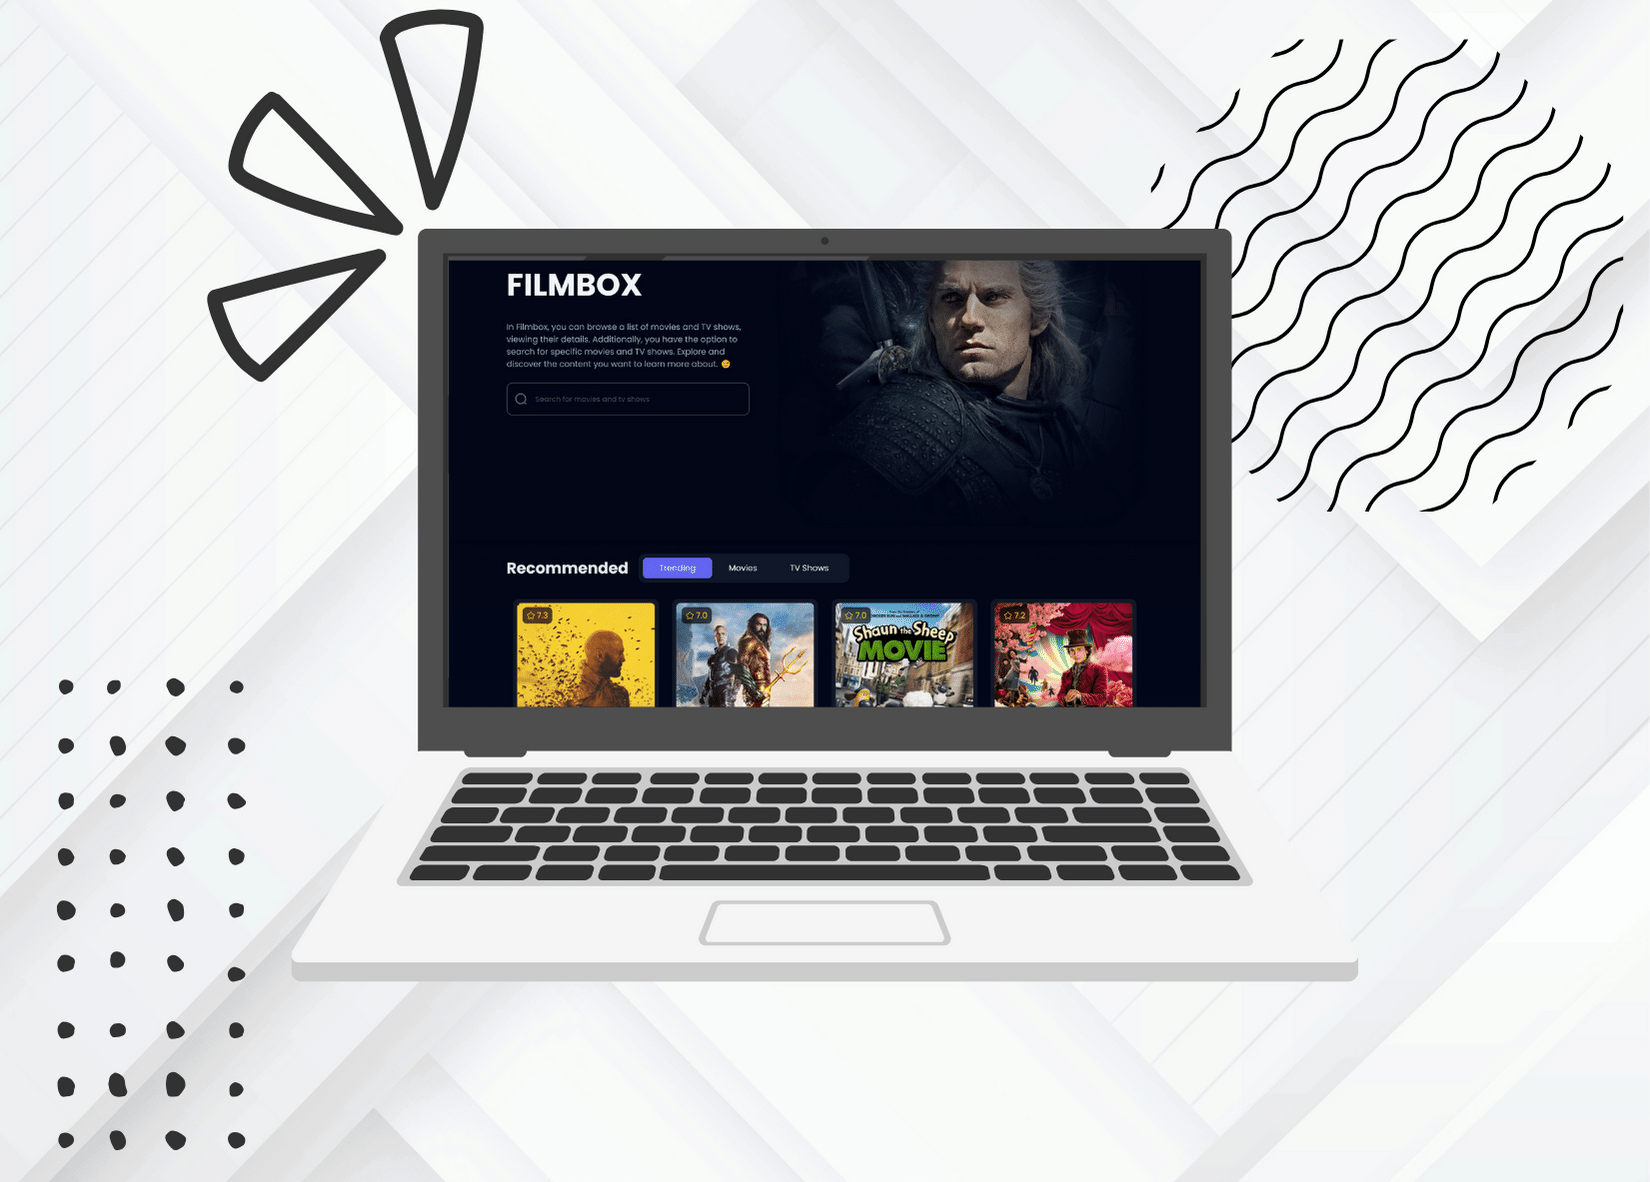 FILMBOX
In Filmbox, you can browse a list of movies and TV shows,
viewing their details. Additionally, you have the option to
search for specific movies and TV shows. Explore and
discover the content you want to learn more about. 😊
Search for movies and tv shows
Recommended
Trending
Movies
TV Shows
7.3
7.0
7.0
7.2
Shaun the Sheep
MOVIE